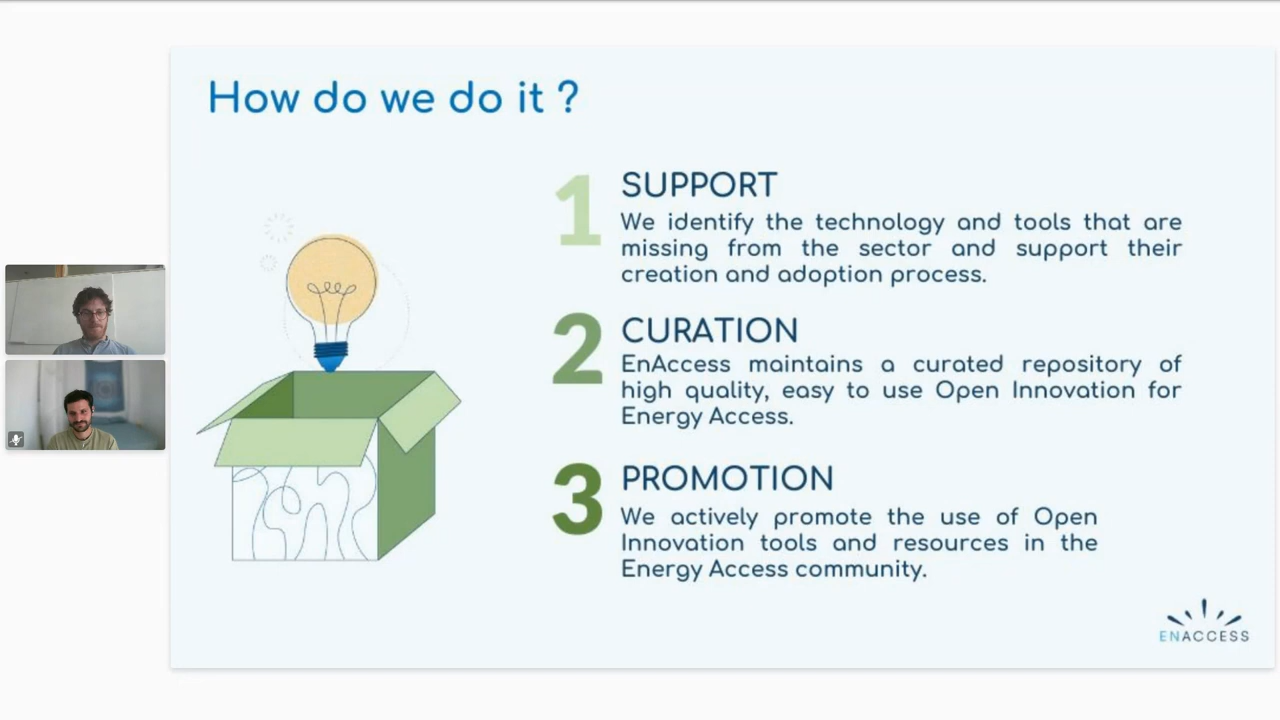 How do we do it ?
1
SUPPORT
We identify the technology and tools that are
missing from the sector and support their
creation and adoption process.
2
CURATION
EnAccess maintains a curated repository of
high quality, easy to use Open Innovation for
Energy Access.
3
PROMOTION
We actively promote the use of Open
Innovation tools and resources in the
Energy Access community.
ENACCESS